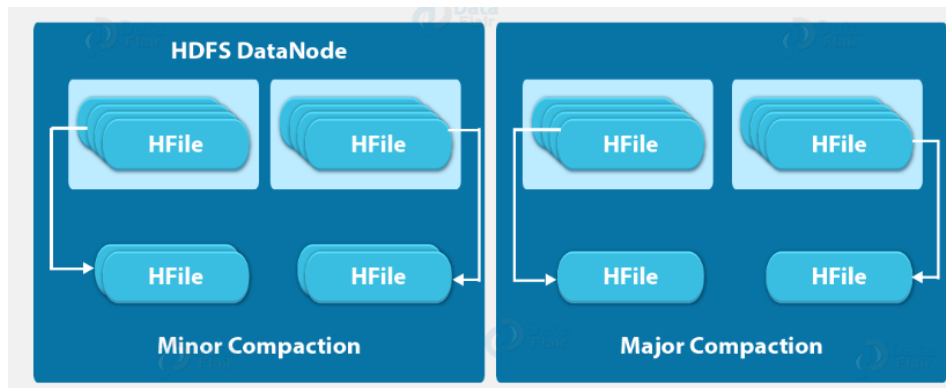 HDFS DataNode
HFile
HFile
HFile
HFile
HFile
HFile
HFile
HFile
Minor Compaction
Major Compaction